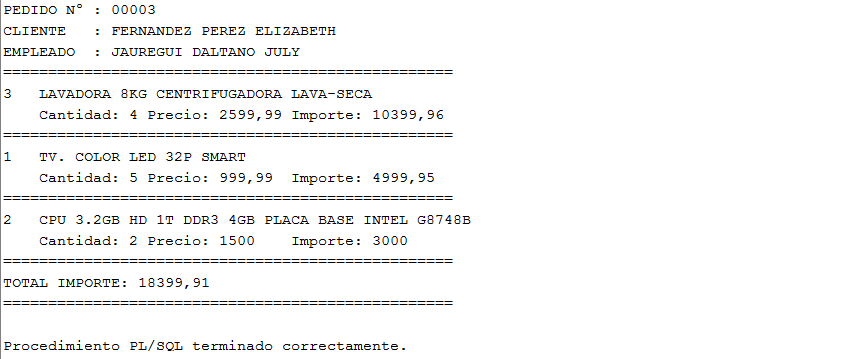 PEDIDO Nº : 00003
CLIENTE   : FERNANDEZ PEREZ ELIZABETH
EMPLEADO  : JAUREGUI DALTANO JULY
==================================================
3   LAVADORA 8KG CENTRIFUGADORA LAVA-SECA
    Cantidad: 4 Precio: 2599,99 Importe: 10399,96
==================================================
1   TV. COLOR LED 32P SMART
    Cantidad: 5 Precio: 999,99  Importe: 4999,95
==================================================
2   CPU 3.2GB HD 1T DDR3 4GB PLACA BASE INTEL G8748B
    Cantidad: 2 Precio: 1500    Importe: 3000
==================================================
TOTAL IMPORTE: 18399,91
==================================================

Procedimiento PL/SQL terminado correctamente.